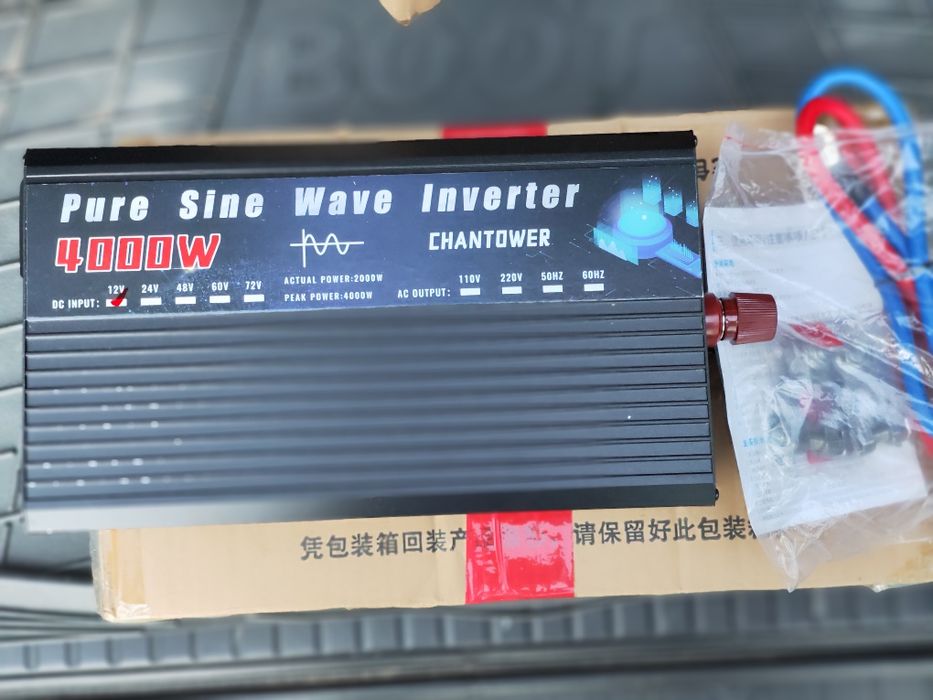 BOOT
Pure Sine Wave Inverter
4000W
CHANTOWER
12V 24V 48V 60V 72V
DC INPUT:
ACTUAL POWER:2000W
PEAK POWER:4000W
110V 220V 50HZ 60HZ
AC OUTPUT:
凭包装箱回装产 请保留好此包装